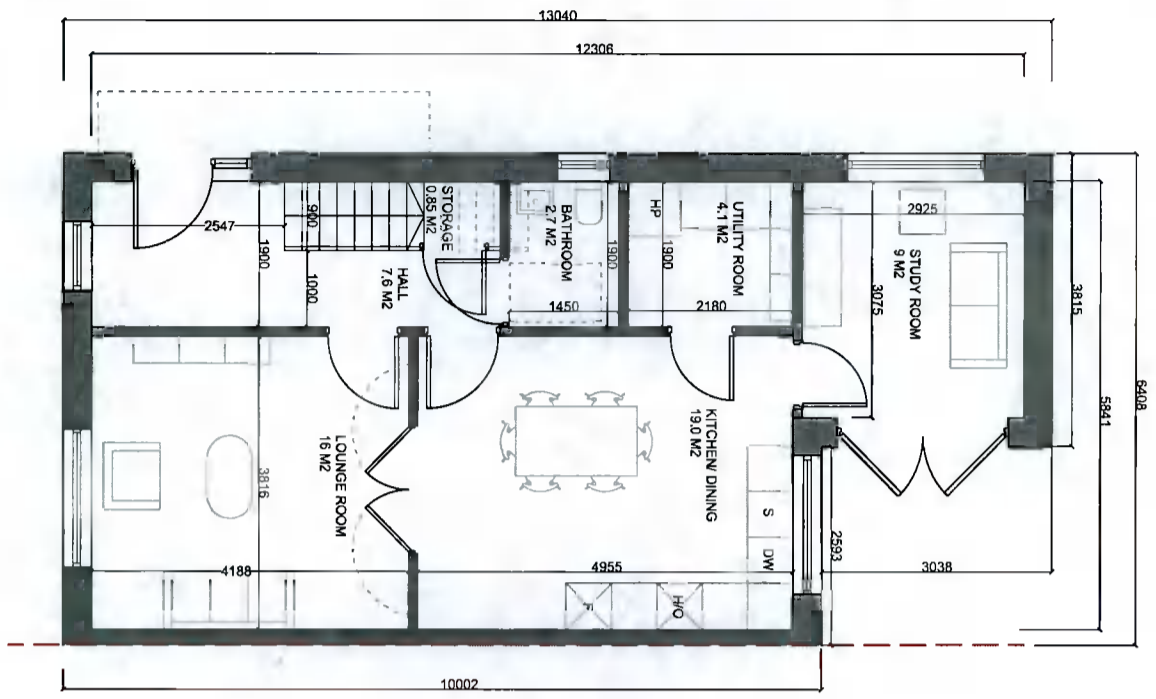 13040
12306
STORAGE
0.85 M2
BATHROOM
2.7 M2
HP
UTILITY ROOM
4.1 M2
2925
STUDY ROOM
9 M2
2547
900
1900
1000
HALL
7.6 M2
1900
1900
1450
2180
3075
3815
5841
6408
LOUNGE ROOM
16 M2
3816
4188
KITCHEN/ DINING
19.0 M2
S
DW
4955
2593
3038
F
H/O
10002